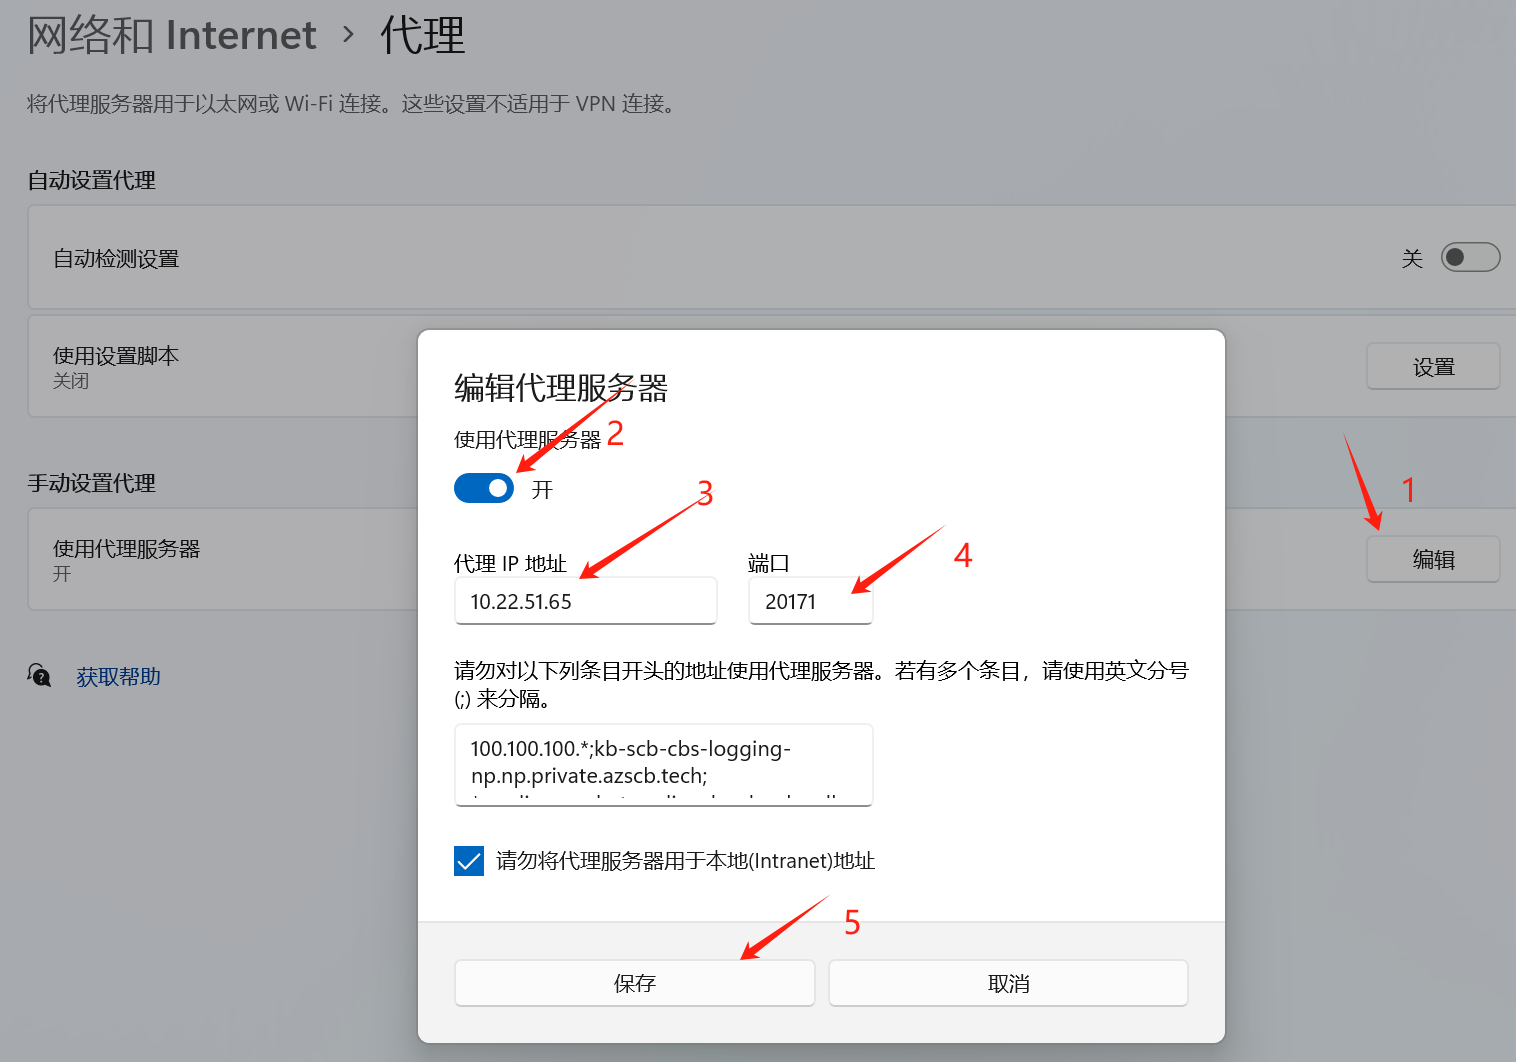 网络和 Internet › 代理
将代理服务器用于以太网或 Wi-Fi 连接。这些设置不适用于 VPN 连接。
自动设置代理
自动检测设置
关
使用设置脚本
关闭
设置
手动设置代理
使用代理服务器
开
1
编辑
获取帮助
编辑代理服务器
使用代理服务器 2
开
3
代理 IP 地址
端口
4
10.22.51.65
20171
请勿对以下列条目开头的地址使用代理服务器。若有多个条目，请使用英文分号
(;) 来分隔。
100.100.100.*;kb-scb-cbs-logging-
np.np.private.azscb.tech;
请勿将代理服务器用于本地(Intranet)地址
5
保存
取消